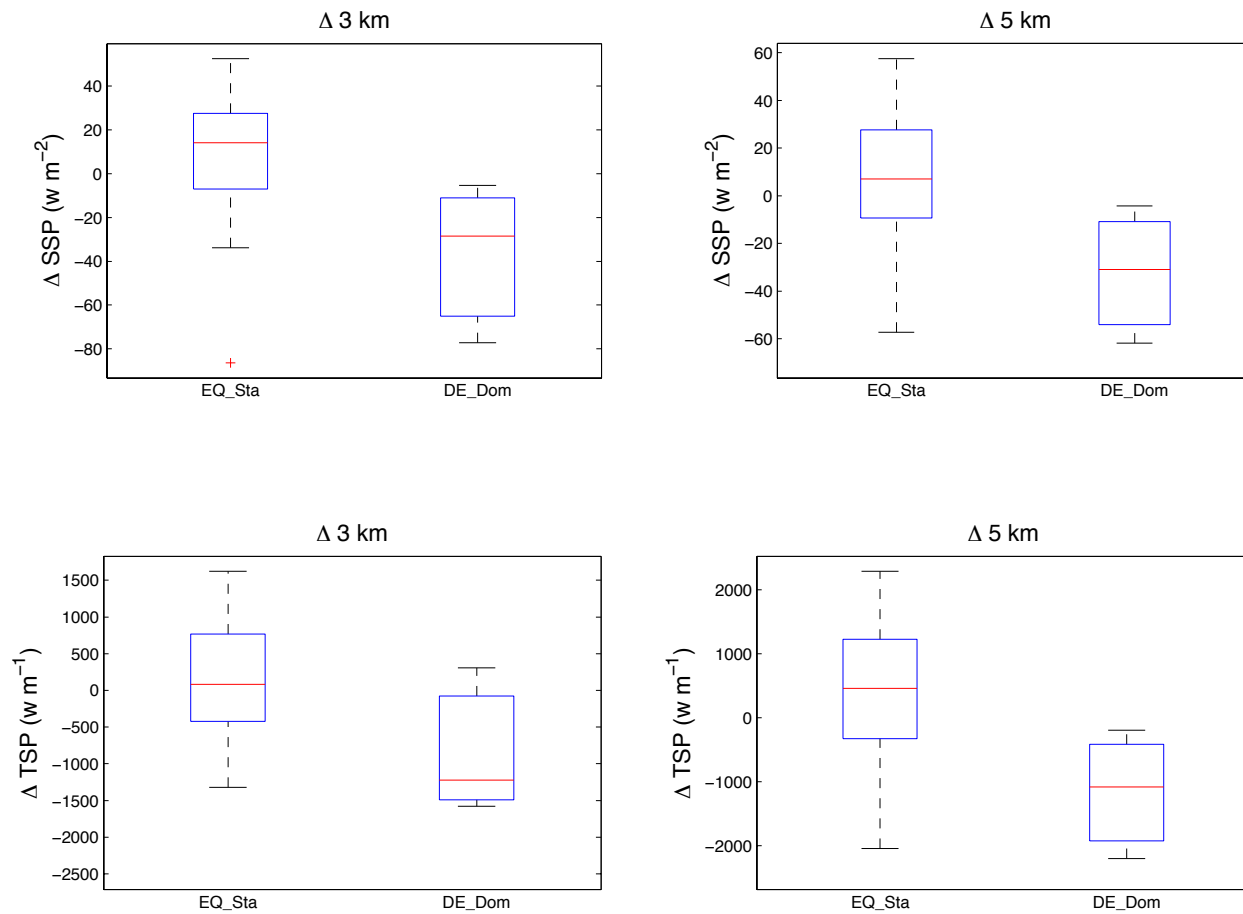 Δ 3 km
Δ SSP (w m−2)
40
20
0
−20
−40
−60
−80
EQ_Sta DE_Dom
Δ 5 km
Δ SSP (w m−2)
60
40
20
0
−20
−40
−60
EQ_Sta DE_Dom
Δ 3 km
Δ TSP (w m−1)
1500
1000
500
0
−500
−1000
−1500
−2000
−2500
EQ_Sta DE_Dom
Δ 5 km
Δ TSP (w m−1)
2000
1000
0
−1000
−2000
EQ_Sta DE_Dom